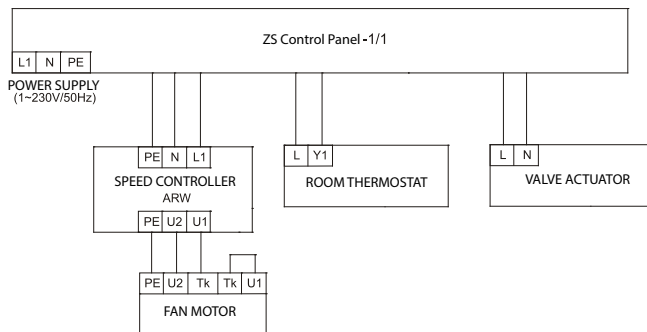 ZS Control Panel -1/1
L1 N PE
POWER SUPPLY
(1~230V/50Hz)
PE N L1
SPEED CONTROLLER
ARW
PE U2 U1
L Y1
ROOM THERMOSTAT
L N
VALVE ACTUATOR
PE U2 Tk Tk U1
FAN MOTOR